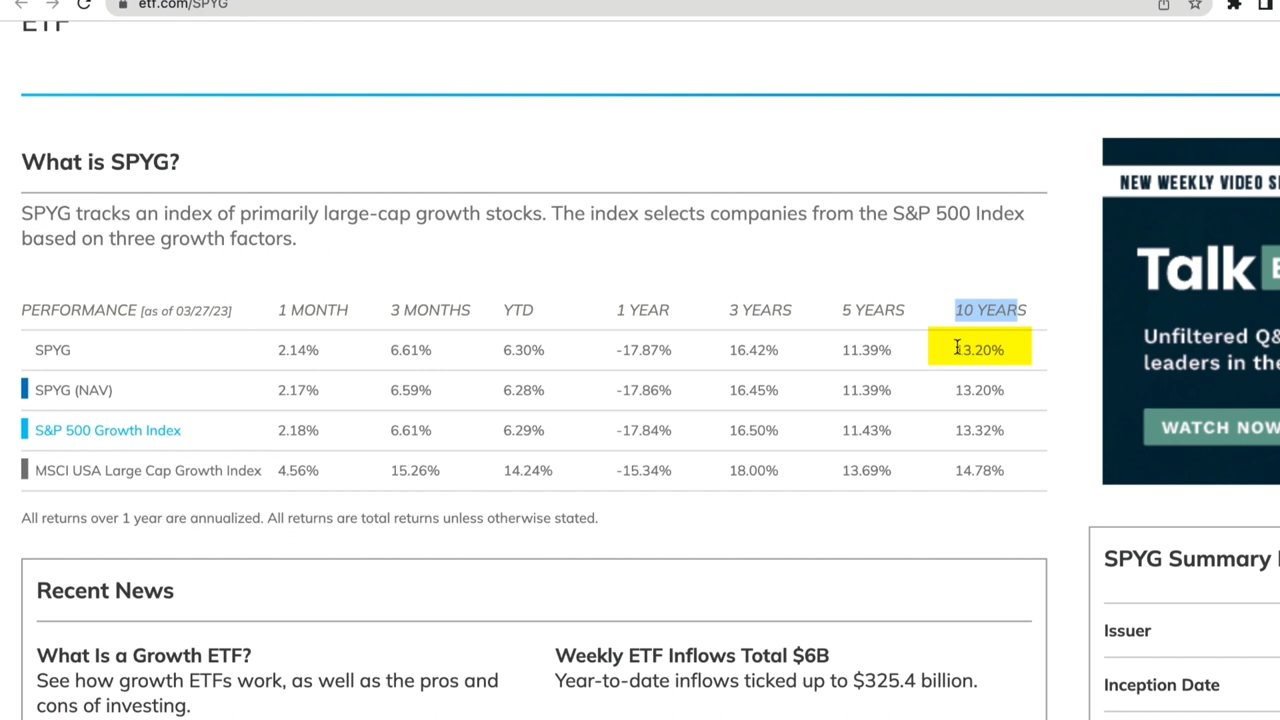 etf.com/SPYG
ETF
What is SPYG?
SPYG tracks an index of primarily large-cap growth stocks. The index selects companies from the S&P 500 Index
based on three growth factors.
PERFORMANCE [as of 03/27/23] 1 MONTH 3 MONTHS YTD 1 YEAR 3 YEARS 5 YEARS 10 YEARS
SPYG 2.14% 6.61% 6.30% -17.87% 16.42% 11.39% 13.20%
SPYG (NAV) 2.17% 6.59% 6.28% -17.86% 16.45% 11.39% 13.20%
S&P 500 Growth Index 2.18% 6.61% 6.29% -17.84% 16.50% 11.43% 13.32%
MSCI USA Large Cap Growth Index 4.56% 15.26% 14.24% -15.34% 18.00% 13.69% 14.78%
All returns over 1 year are annualized. All returns are total returns unless otherwise stated.
Recent News
What Is a Growth ETF?
See how growth ETFs work, as well as the pros and
cons of investing.
Weekly ETF Inflows Total $6B
Year-to-date inflows ticked up to $325.4 billion.
NEW WEEKLY VIDEO
Talk
Unfiltered Q&
leaders in the
WATCH NOW
SPYG Summary
Issuer
Inception Date